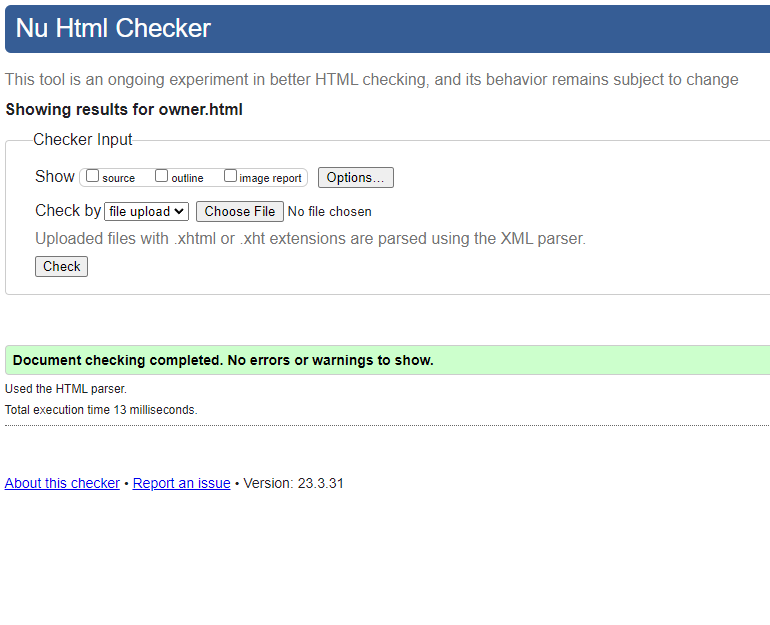 Nu Html Checker
This tool is an ongoing experiment in better HTML checking, and its behavior remains subject to change
Showing results for owner.html
Checker Input
Show source outline image report Options...
Check by file upload Choose File No file chosen
Uploaded files with .xhtml or .xht extensions are parsed using the XML parser.
Check
Document checking completed. No errors or warnings to show.
Used the HTML parser.
Total execution time 13 milliseconds.
About this checker • Report an issue • Version: 23.3.31